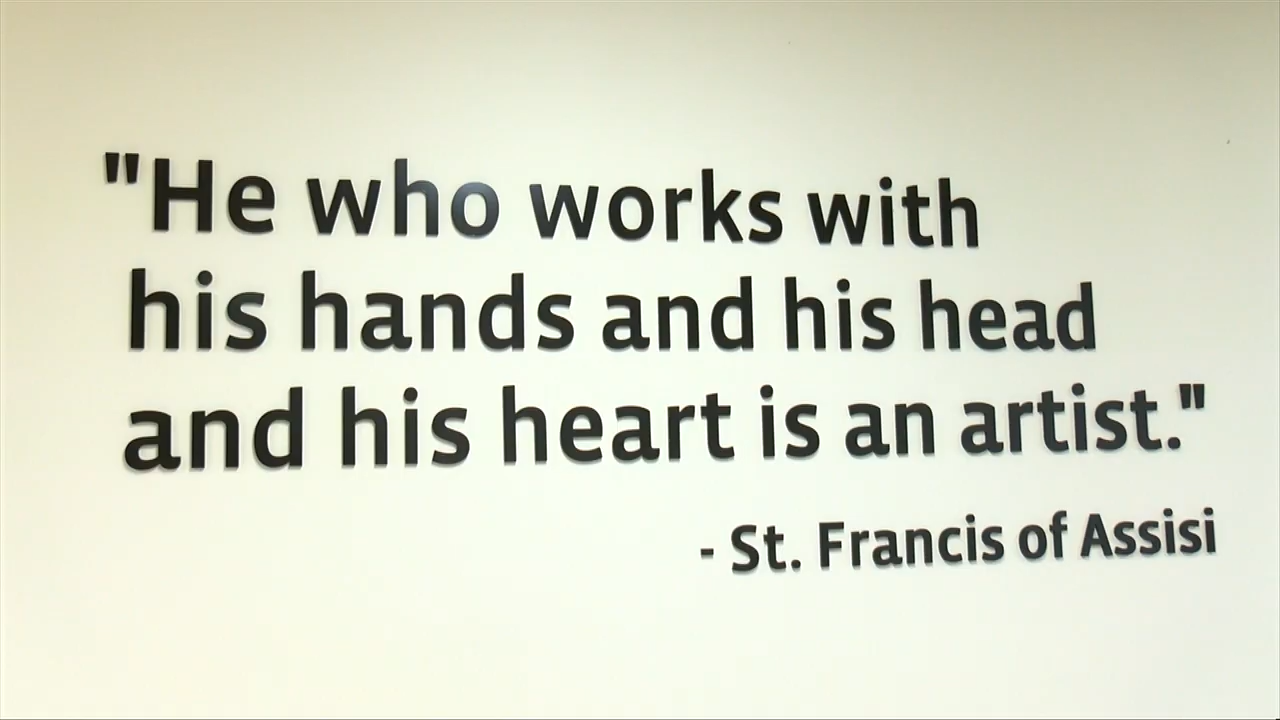 "He who works with
his hands and his head
and his heart is an artist."
- St. Francis of Assisi